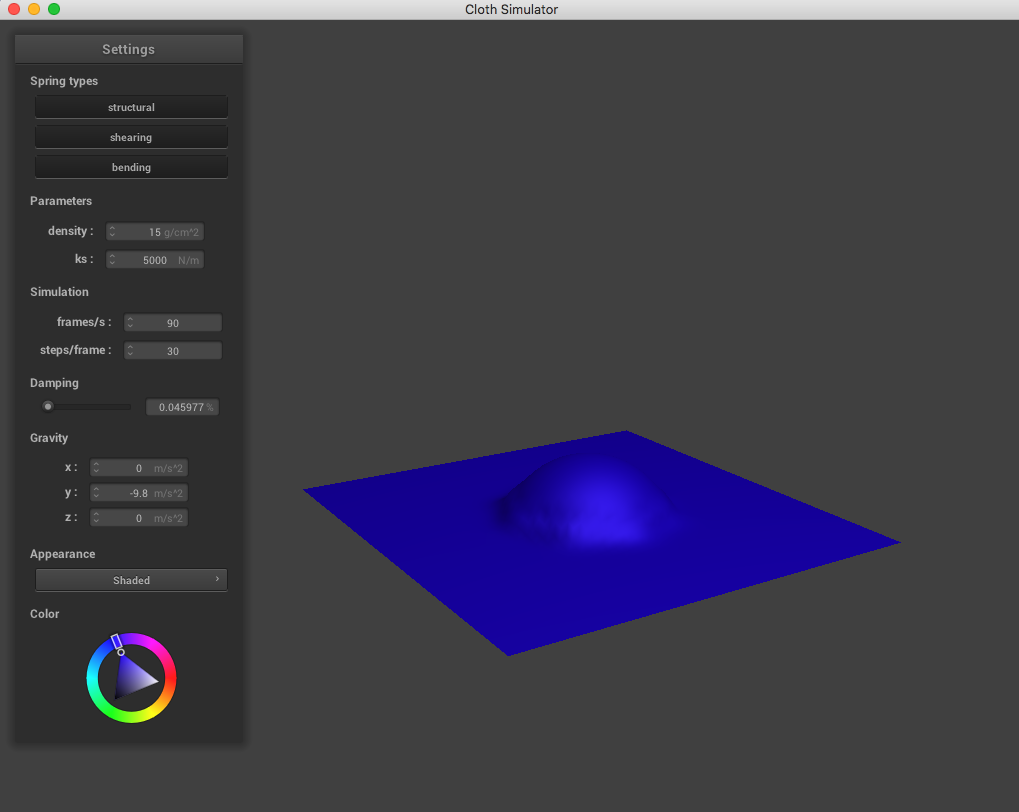 Cloth Simulator
Settings
Spring types
structural
shearing
bending
Parameters
density : 15 g/cm^2
ks : 5000 N/m
Simulation
frames/s : 90
steps/frame : 30
Damping
0.045977 %
Gravity
x : 0 m/s^2
y : -9.8 m/s^2
z : 0 m/s^2
Appearance
Shaded ›
Color